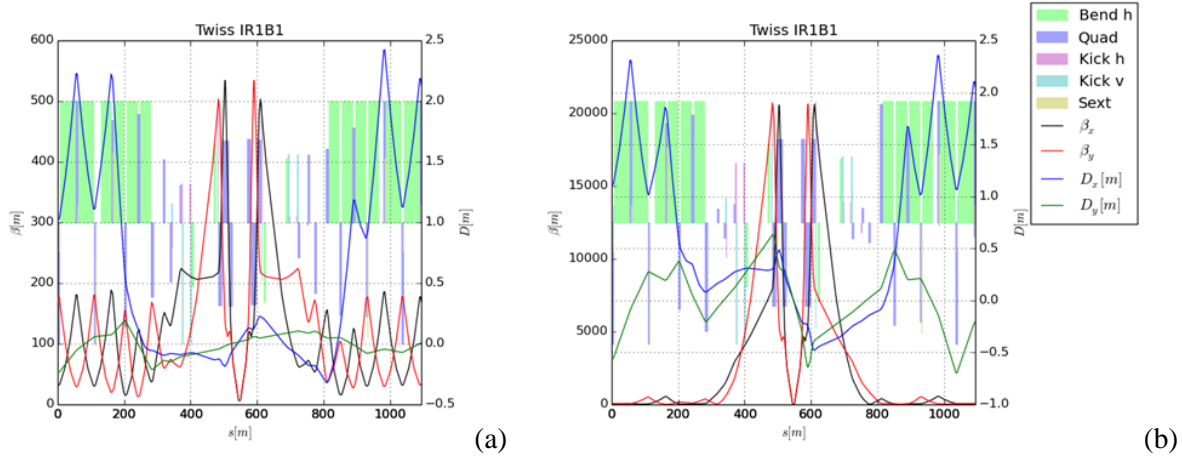 Twiss IR1B1
600
500
400
300
200
100
0
β[m]
2.5
2.0
1.5
1.0
0.5
0.0
−0.5
D[m]
0 200 400 600 800 1000
s[m]
(a)
Twiss IR1B1
25000
20000
15000
10000
5000
0
β[m]
2.5
2.0
1.5
1.0
0.5
0.0
−0.5
−1.0
D[m]
0 200 400 600 800 1000
s[m]
(b)
Bend h
Quad
Kick h
Kick v
Sext
βx
βy
Dx[m]
Dy[m]